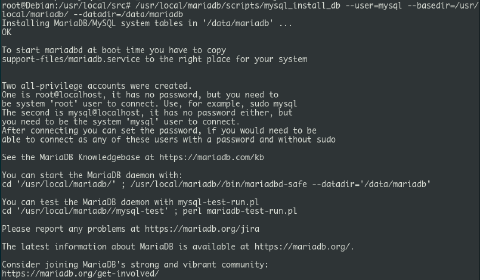 root@Debian:/usr/local/src# /usr/local/mariadb/scripts/mysql_install_db --user=mysql --basedir=/usr/
local/mariadb/ --datadir=/data/mariadb
Installing MariaDB/MySQL system tables in '/data/mariadb' ...
OK
To start mariadbd at boot time you have to copy
support-files/mariadb.service to the right place for your system
Two all-privilege accounts were created.
One is root@localhost, it has no password, but you need to
be system 'root' user to connect. Use, for example, sudo mysql
The second is mysql@localhost, it has no password either, but
you need to be the system 'mysql' user to connect.
After connecting you can set the password, if you would need to be
able to connect as any of these users with a password and without sudo
See the MariaDB Knowledgebase at https://mariadb.com/kb
You can start the MariaDB daemon with:
cd '/usr/local/mariadb/' ; /usr/local/mariadb//bin/mariadbd-safe --datadir='/data/mariadb'
You can test the MariaDB daemon with mysql-test-run.pl
cd '/usr/local/mariadb//mysql-test' ; perl mariadb-test-run.pl
Please report any problems at https://mariadb.org/jira
The latest information about MariaDB is available at https://mariadb.org/.
Consider joining MariaDB's strong and vibrant community:
https://mariadb.org/get-involved/